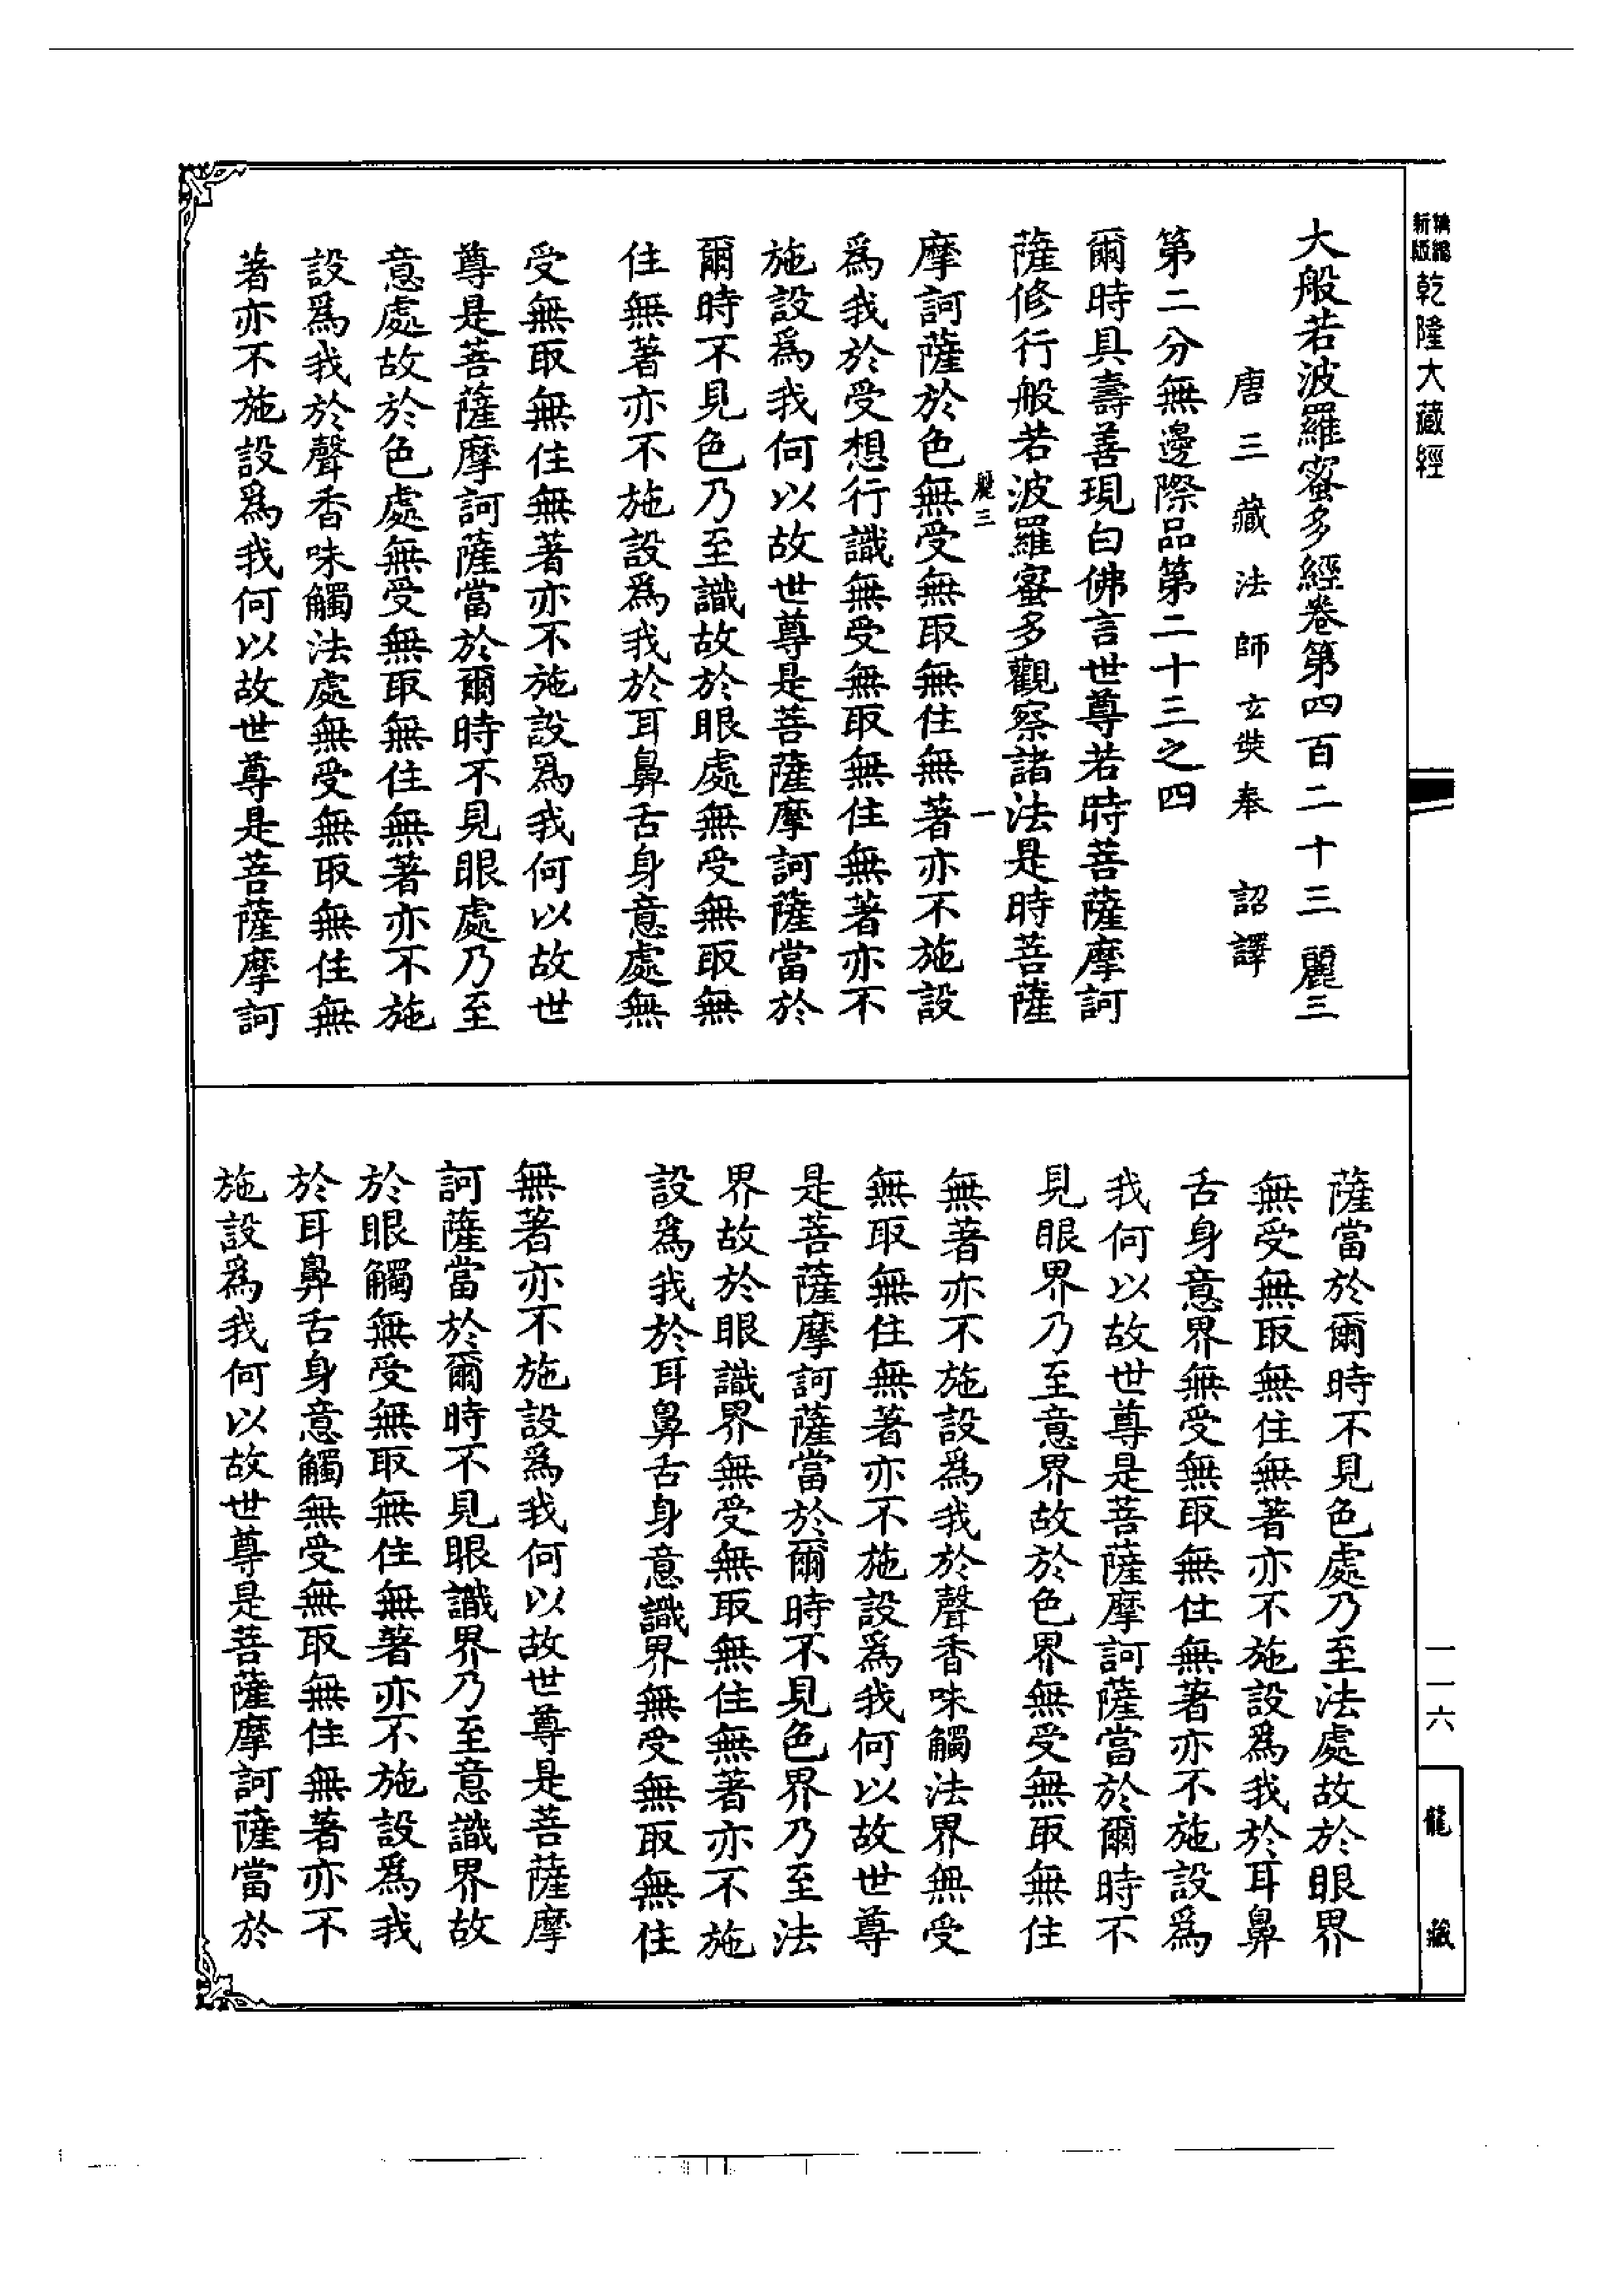 新編
新版
乾隆大藏經
大般若波羅蜜多經卷第四百二十三 麗三
唐三藏法師玄奘奉 詔譯
第二分無邊際品第二十三之四
爾時具壽善現白佛言世尊若時菩薩摩訶
薩修行般若波羅蜜多觀察諸法是時菩薩
麗三 一
摩訶薩於色無受無取無住無著亦不施設
為我於受想行識無受無取無住無著亦不
施設為我何以故世尊是菩薩摩訶薩當於
爾時不見色乃至識故於眼處無受無取無
住無著亦不施設為我於耳鼻舌身意處無
受無取無住無著亦不施設為我何以故世
尊是菩薩摩訶薩當於爾時不見眼處乃至
意處故於色處無受無取無住無著亦不施
設為我於聲香味觸法處無受無取無住無
著亦不施設為我何以故世尊是菩薩摩訶
薩當於爾時不見色處乃至法處故於眼界
無受無取無住無著亦不施設為我於耳鼻
舌身意界無受無取無住無著亦不施設為
我何以故世尊是菩薩摩訶薩當於爾時不
見眼界乃至意界故於色界無受無取無住
無著亦不施設為我於聲香味觸法界無受
無取無住無著亦不施設為我何以故世尊
是菩薩摩訶薩當於爾時不見色界乃至法
界故於眼識界無受無取無住無著亦不施
設為我於耳鼻舌身意識界無受無取無住
無著亦不施設為我何以故世尊是菩薩摩
訶薩當於爾時不見眼識界乃至意識界故
於眼觸無受無取無住無著亦不施設為我
於耳鼻舌身意觸無受無取無住無著亦不
施設為我何以故世尊是菩薩摩訶薩當於
一一六
龍藏